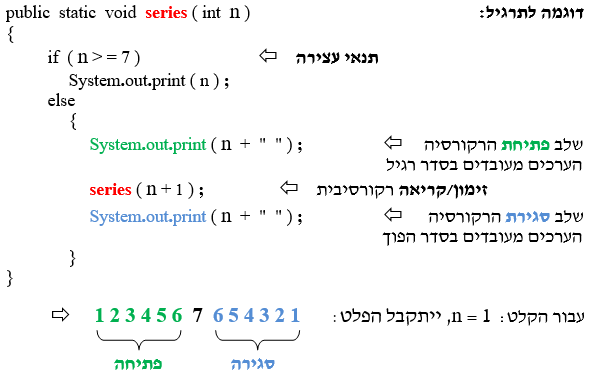 public static void series ( int n )
דוגמה לתרגיל:
{
if ( n > = 7 ) ⇦ תנאי עצירה
System.out.print ( n ) ;
else
{
System.out.print ( n + " " ) ; ⇦ שלב פתיחת הרקורסיה
הערכים מעובדים בסדר רגיל
series ( n + 1 ) ; ⇦ זימון/קריאה רקורסיבית
System.out.print ( n + " " ) ; ⇦ שלב סגירת הרקורסיה
הערכים מעובדים בסדר הפוך
}
}
עבור הקלט: n = 1, ייתקבל הפלט: ⇨ 1 2 3 4 5 6 7 6 5 4 3 2 1
פתיחה סגירה